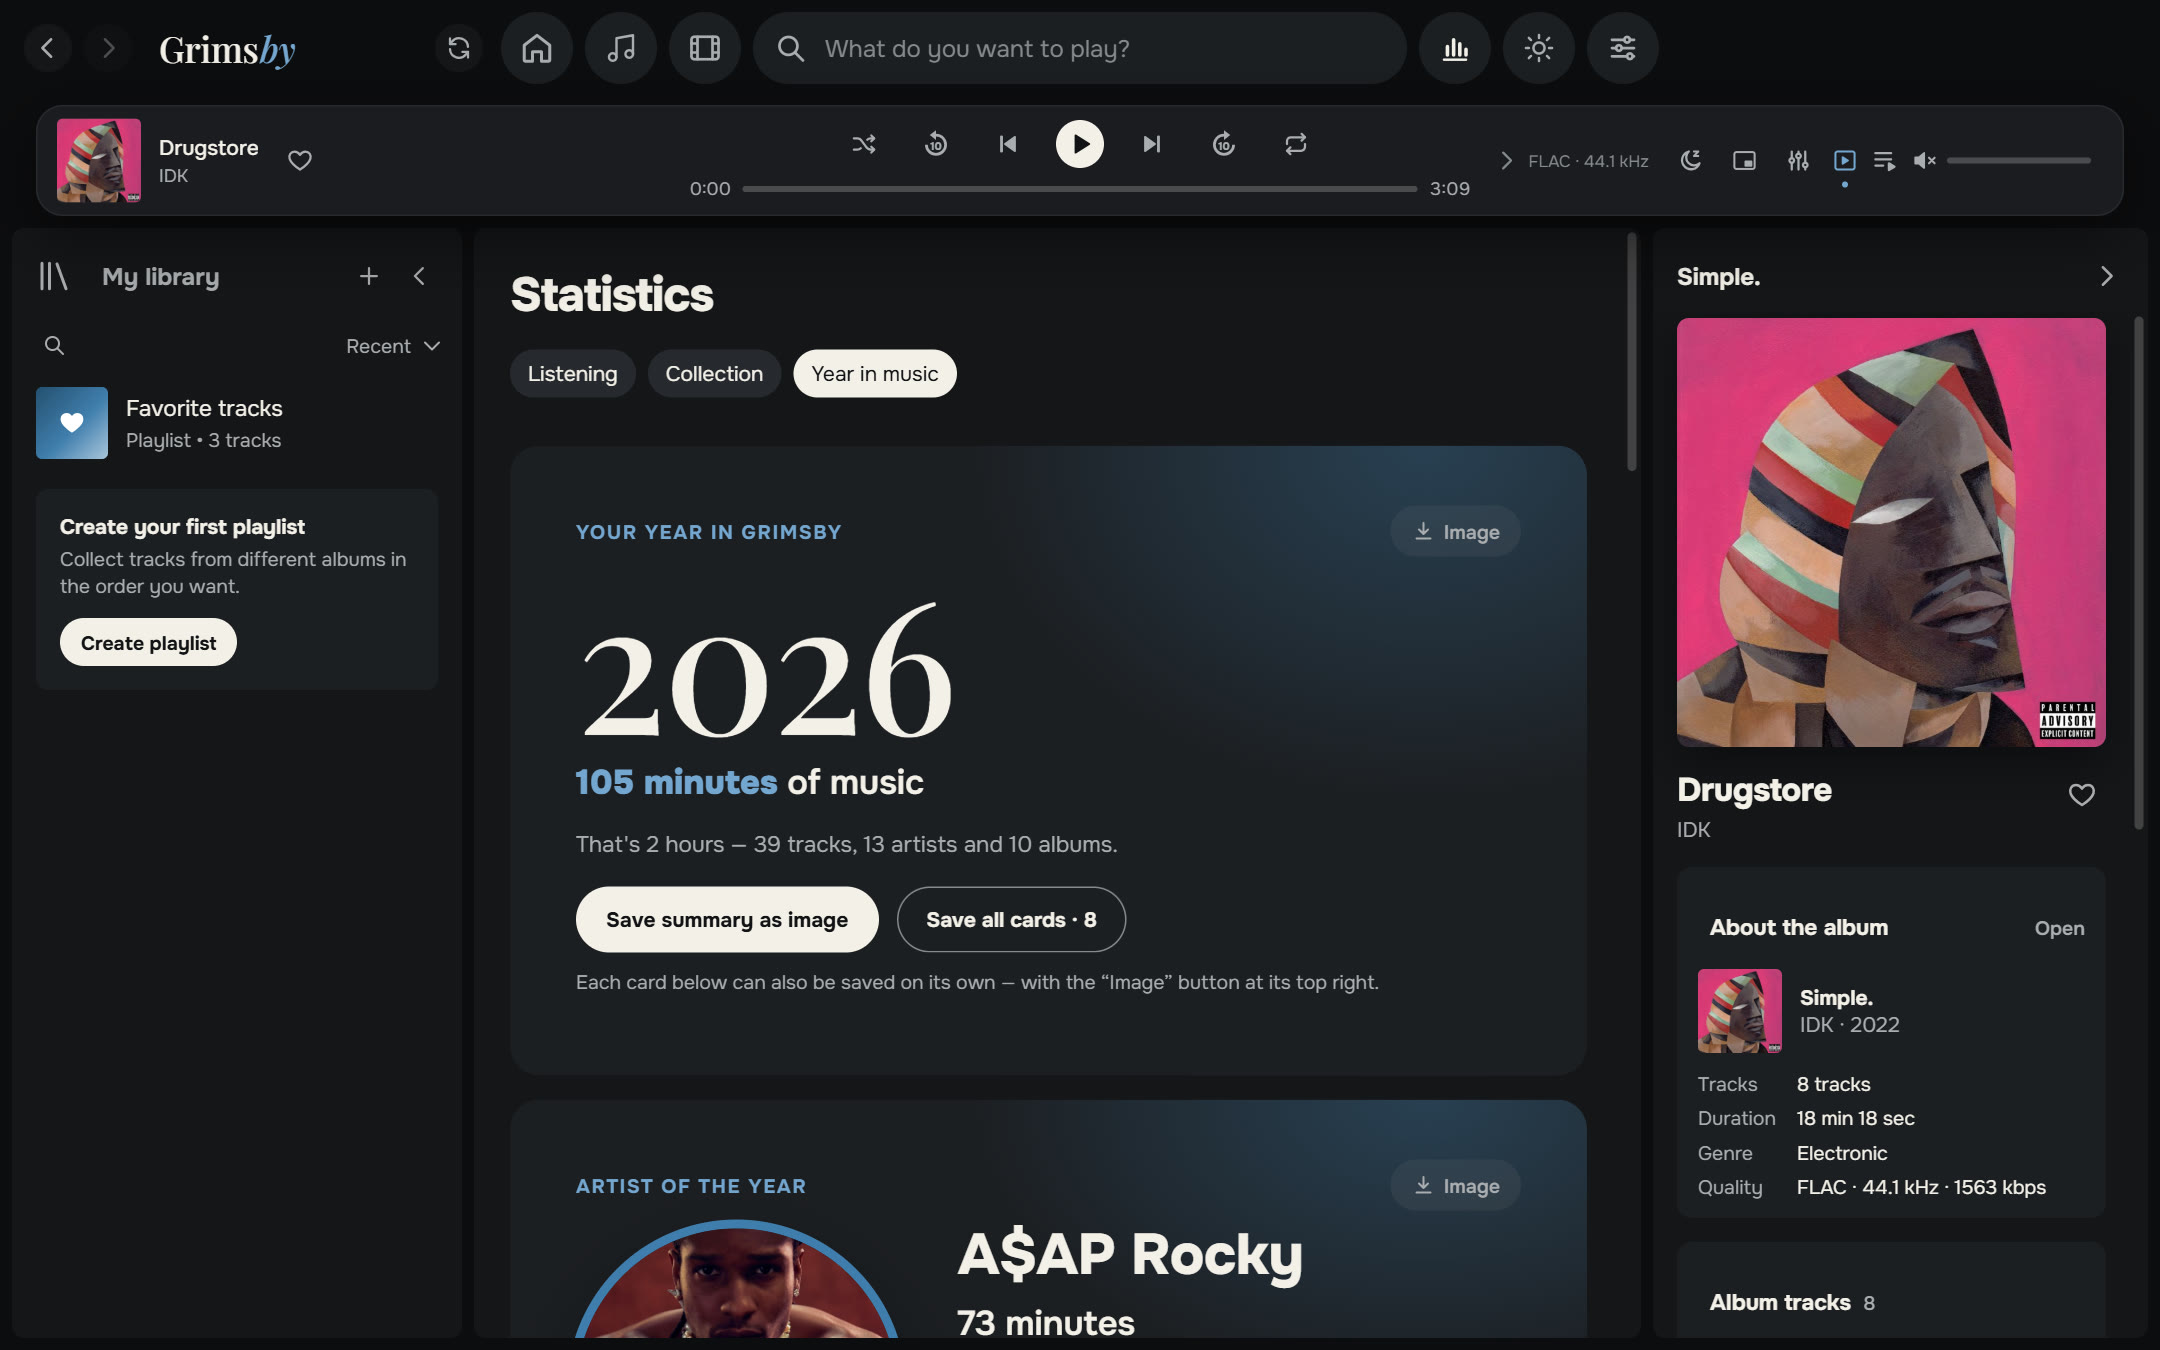 Grimsby
What do you want to play?
Drugstore
IDK
10
10
0:00
3:09
FLAC · 44.1 kHz
My library
Recent
Favorite tracks
Playlist • 3 tracks
Create your first playlist
Collect tracks from different albums in
the order you want.
Create playlist
Statistics
Listening
Collection
Year in music
YOUR YEAR IN GRIMSBY
Image
2026
105 minutes of music
That's 2 hours — 39 tracks, 13 artists and 10 albums.
Save summary as image
Save all cards · 8
Each card below can also be saved on its own — with the “Image” button at its top right.
ARTIST OF THE YEAR
Image
A$AP Rocky
73 minutes
Simple.
PARENTAL
ADVISORY
EXPLICIT CONTENT
Drugstore
IDK
About the album
Open
Simple.
IDK · 2022
Tracks 8 tracks
Duration 18 min 18 sec
Genre Electronic
Quality FLAC · 44.1 kHz · 1563 kbps
Album tracks 8